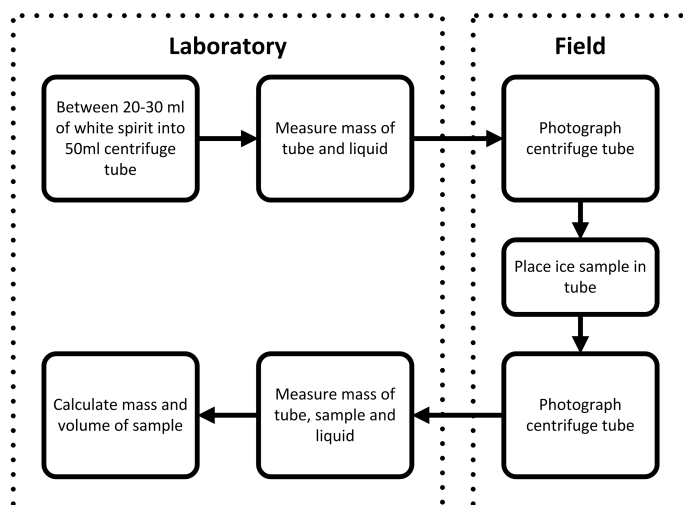 Laboratory
Field
Between 20-30 ml
of white spirit into
50ml centrifuge
tube
Measure mass of
tube and liquid
Photograph
centrifuge tube
Place ice sample in
tube
Photograph
centrifuge tube
Measure mass of
tube, sample and
liquid
Calculate mass and
volume of sample